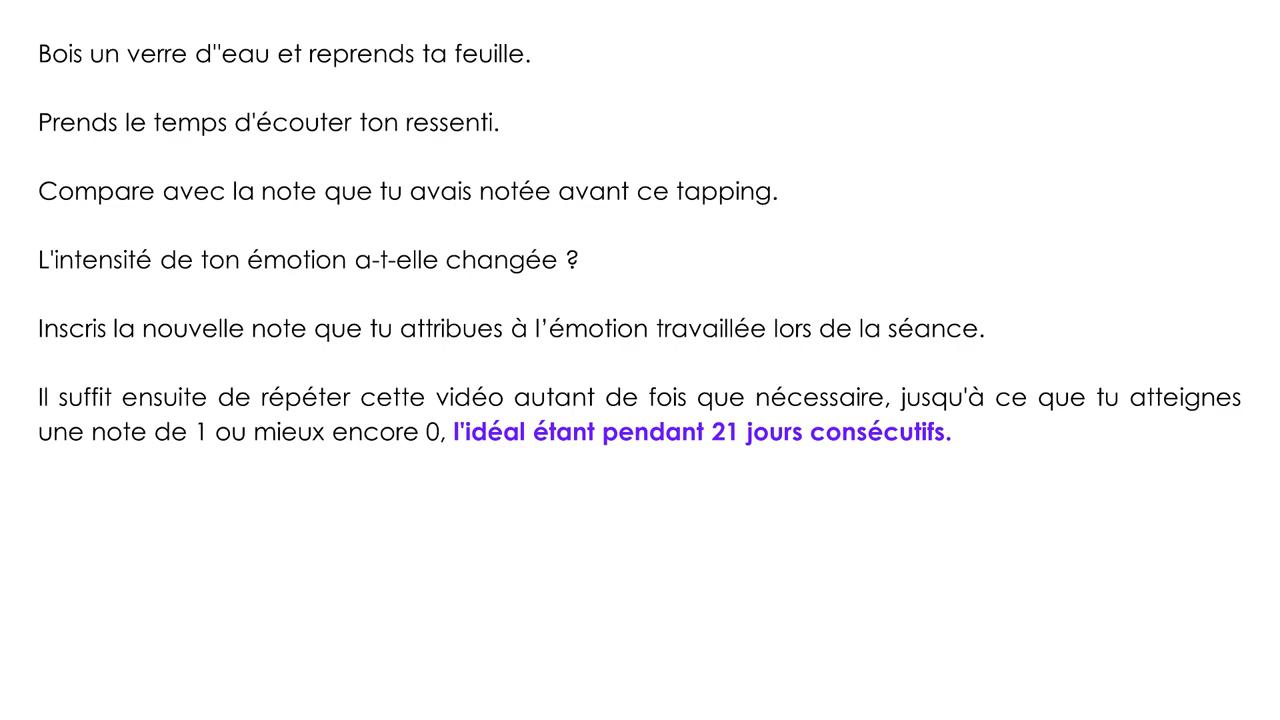 Bois un verre d"eau et reprends ta feuille.
Prends le temps d'écouter ton ressenti.
Compare avec la note que tu avais notée avant ce tapping.
L'intensité de ton émotion a-t-elle changée ?
Inscris la nouvelle note que tu attribues à l’émotion travaillée lors de la séance.
Il suffit ensuite de répéter cette vidéo autant de fois que nécessaire, jusqu'à ce que tu atteignes
une note de 1 ou mieux encore 0, l'idéal étant pendant 21 jours consécutifs.